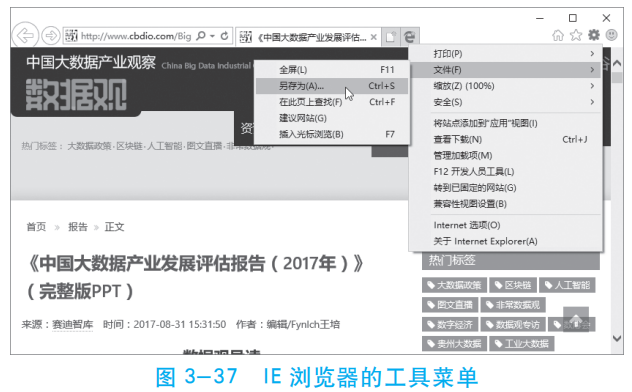 http://www.cbdio.com/Big
《中国大数据产业发展评估...
中国大数据产业观察 China Big Data Industrial
数据观
热门标签：大数据政策·区块链·人工智能·图文直播·非常数据观·
资
打印(P)
文件(F)
缩放(Z) (100%)
安全(S)
将站点添加到“应用”视图(I)
查看下载(N) Ctrl+J
管理加载项(M)
F12 开发人员工具(L)
转到已固定的网站(G)
兼容性视图设置(B)
Internet 选项(O)
关于 Internet Explorer(A)
全屏(L) F11
另存为(A)... Ctrl+S
在此页上查找(F) Ctrl+F
建议网站(G)
插入光标浏览(B) F7
首页 » 报告 » 正文
《中国大数据产业发展评估报告（2017年）》
（完整版PPT）
来源：赛迪智库 时间：2017-08-31 15:31:50 作者：编辑/Fynlch王培
热门标签
大数据政策 区块链 人工智能
图文直播 非常数据观
数字经济 数据观专访
贵州大数据 工业大数据
图 3-37 IE 浏览器的工具菜单